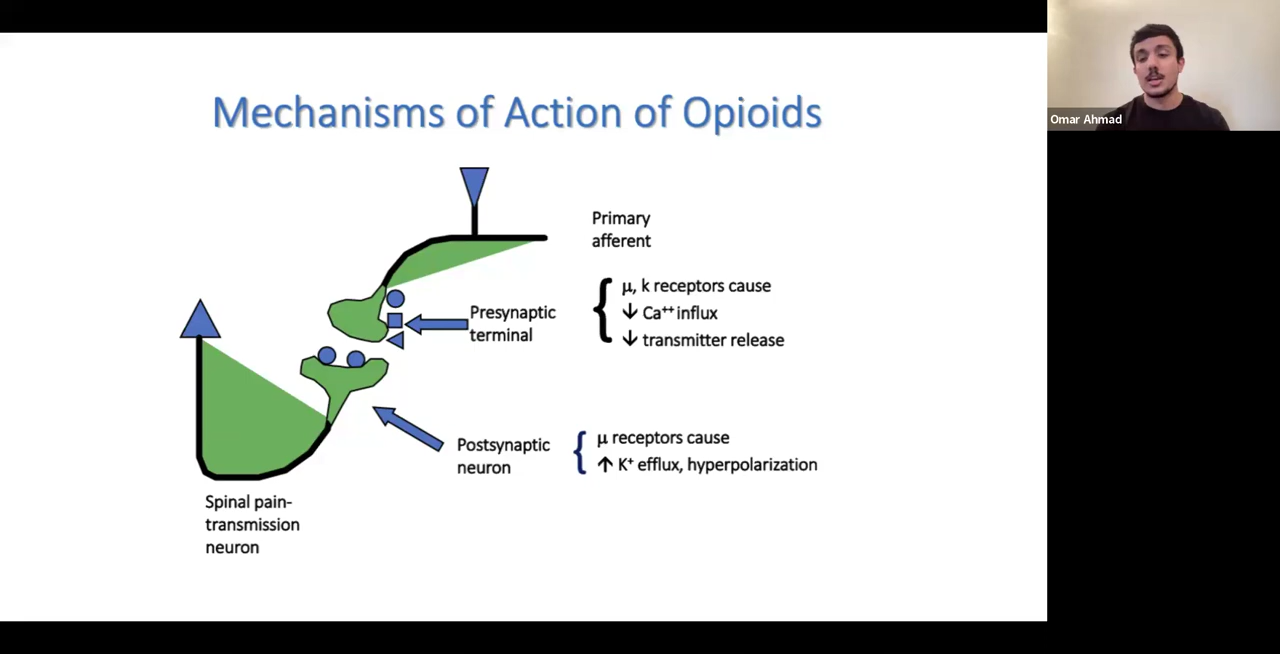 Mechanisms of Action of Opioids
Omar Ahmad
Primary
afferent
μ, k receptors cause
↓ Ca⁺⁺ influx
↓ transmitter release
Presynaptic
terminal
Postsynaptic
neuron
μ receptors cause
↑ K⁺ efflux, hyperpolarization
Spinal pain-
transmission
neuron